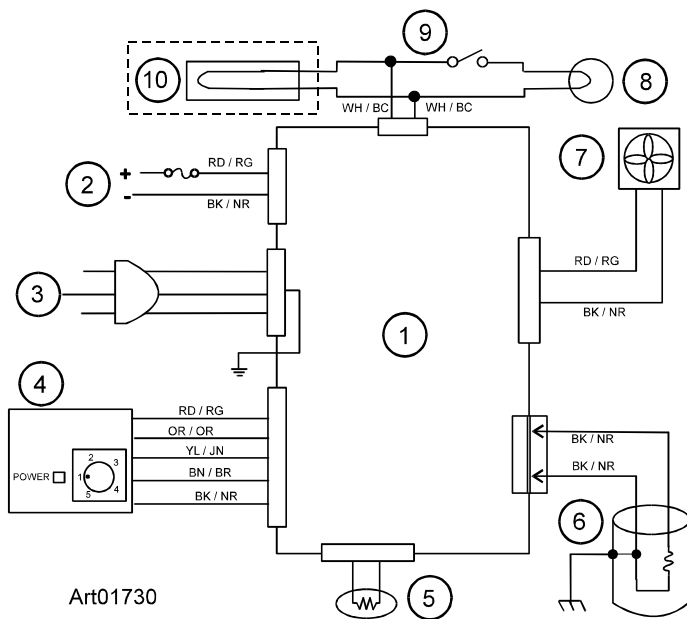 9
10
8
WH / BC
WH / BC
7
2
+
-
RD / RG
BK / NR
RD / RG
3
BK / NR
1
4
RD / RG
OR / OR
YL / JN
BN / BR
BK / NR
POWER
1
2
3
4
5
BK / NR
BK / NR
6
5
Art01730